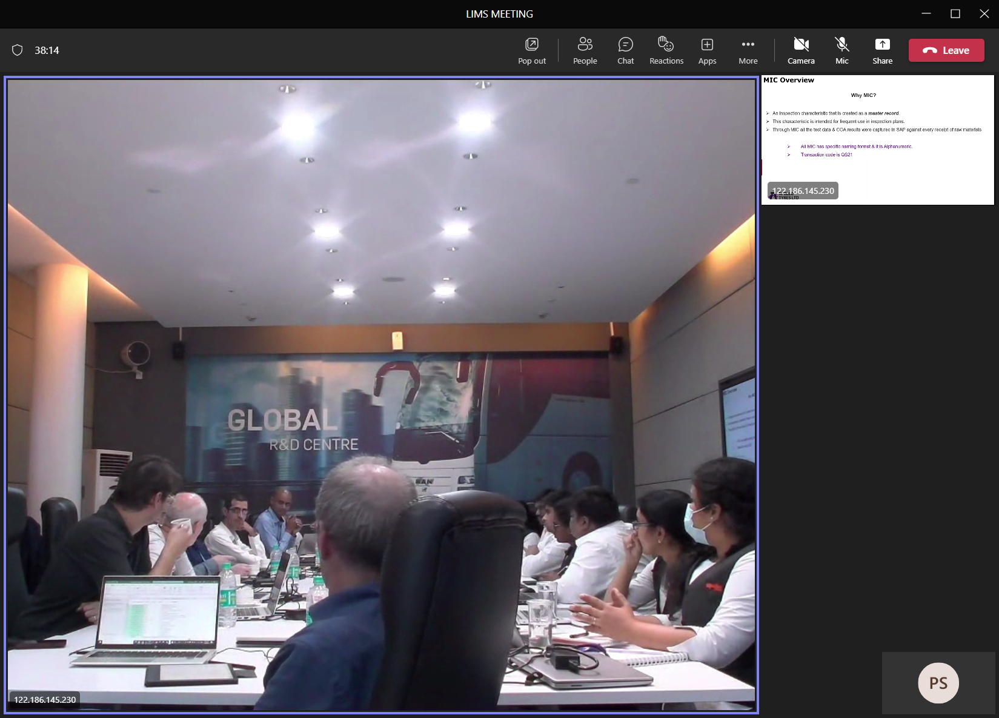 LIMS MEETING
38:14
Pop out
People
Chat
Reactions
Apps
More
Camera
Mic
Share
Leave
GLOBAL
R&D CENTRE
MAN
122.186.145.230
MIC Overview
Why MIC?
➢ An Inspection characteristic that is created as a master record.
➢ This characteristic is intended for frequent use in inspection plans.
➢ Through MIC all the test data & COA results were captured in SAP against every receipt of raw materials
➢ All MIC has specific naming format & it is Alphanumeric.
➢ Transaction code is QS21
122.186.145.230
TYRES LTD
PS